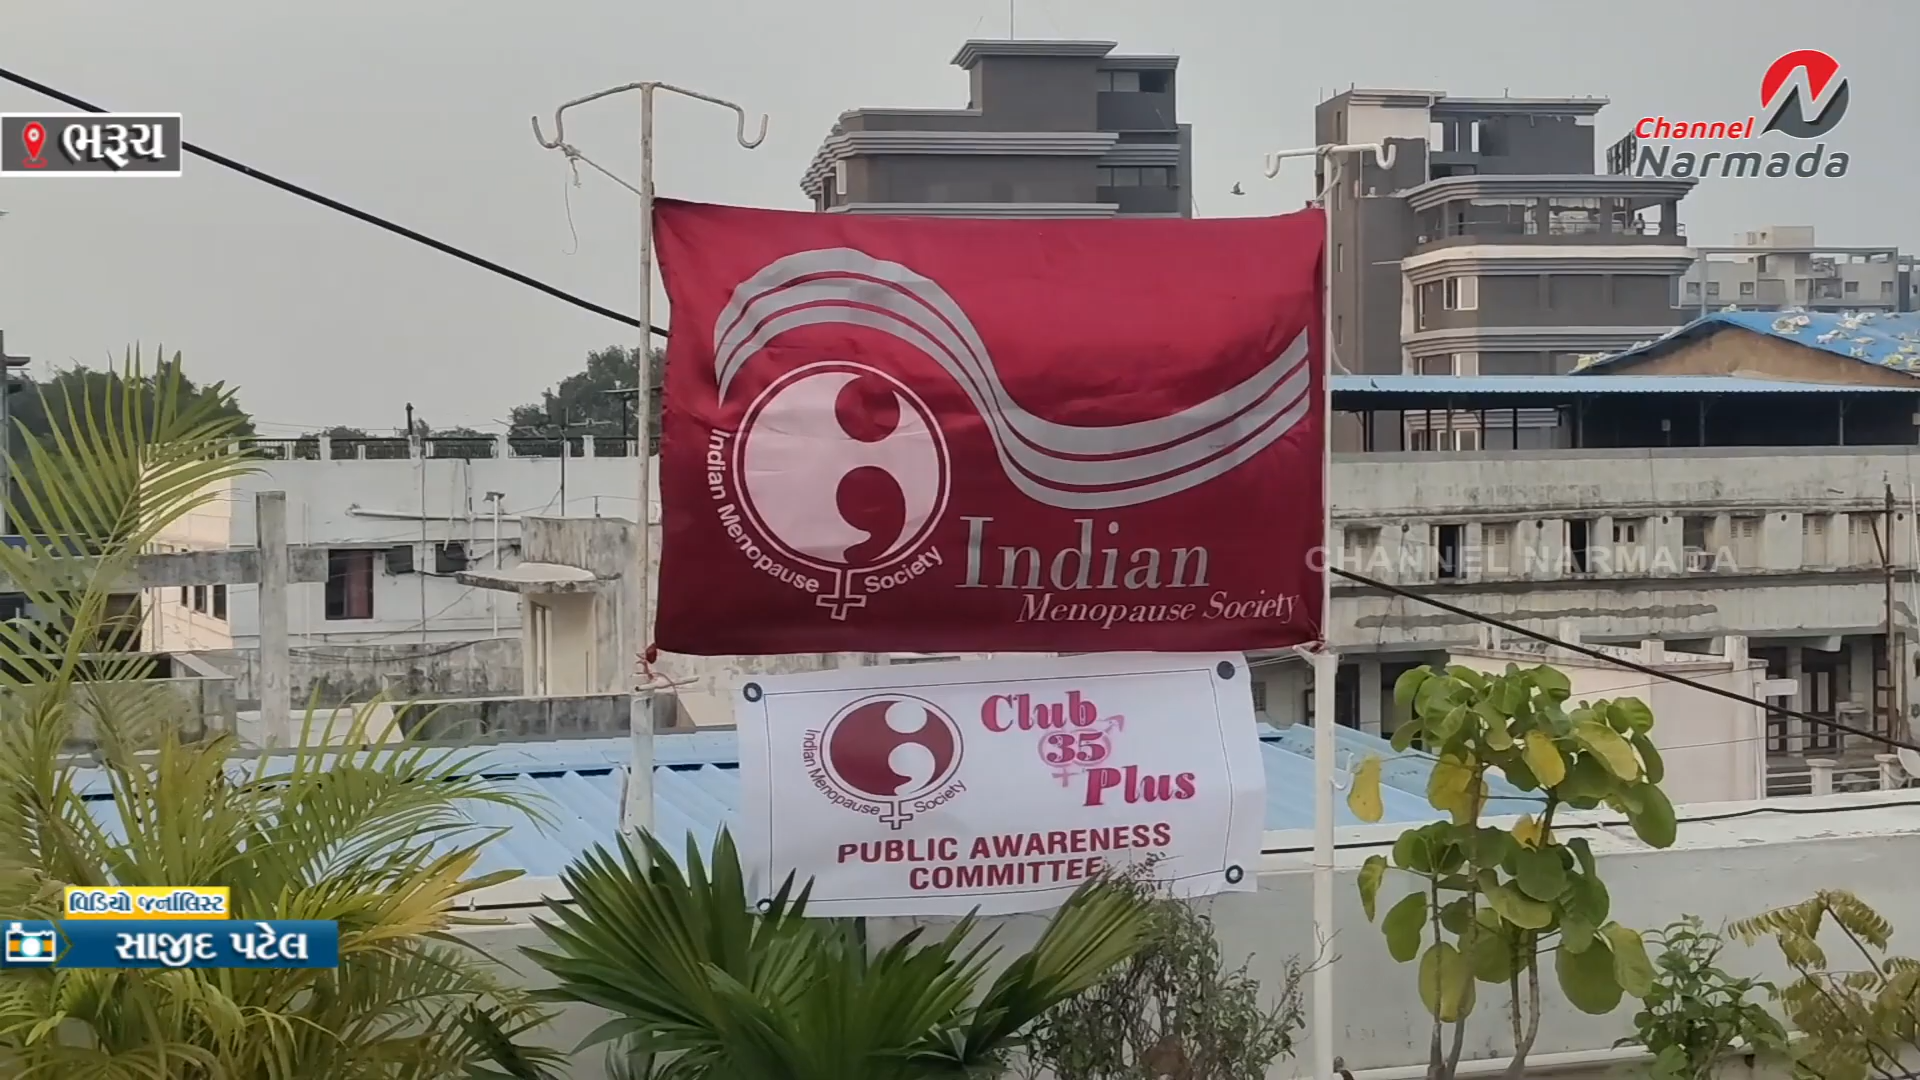 ભરૂચ
Channel
Narmada
Indian Menopause Society
Indian
Menopause Society
CHANNEL NARMADA
Indian Menopause Society
Club
35
Plus
PUBLIC AWARENESS
COMMITTEE
વિડિયો જર્નાલિસ્ટ
સાજીદ પટેલ